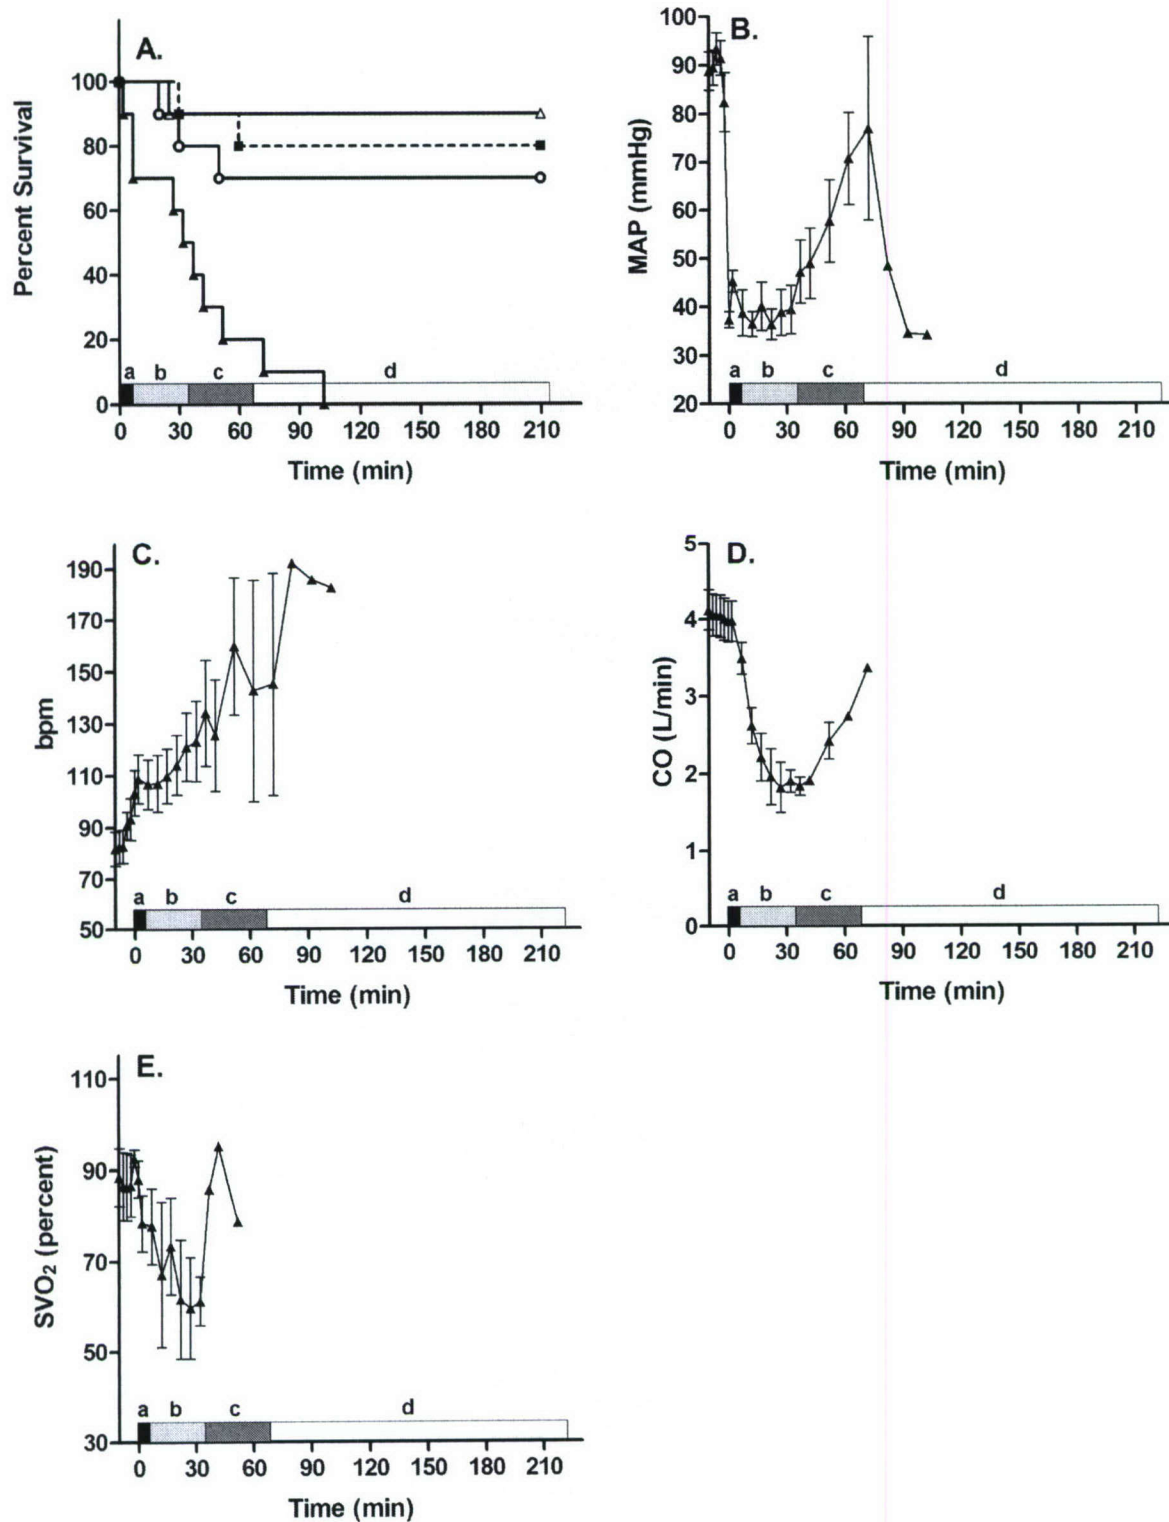 A.
Percent Survival
100
80
60
40
20
0
a b c d
0 30 60 90 120 150 180 210
Time (min)
B.
MAP (mmHg)
100
90
80
70
60
50
40
30
20
a b c d
0 30 60 90 120 150 180 210
Time (min)
C.
bpm
190
170
150
130
110
90
70
50
a b c d
0 30 60 90 120 150 180 210
Time (min)
D.
CO (L/min)
5
4
3
2
1
0
a b c d
0 30 60 90 120 150 180 210
Time (min)
E.
SVO₂ (percent)
110
90
70
50
30
a b c d
0 30 60 90 120 150 180 210
Time (min)